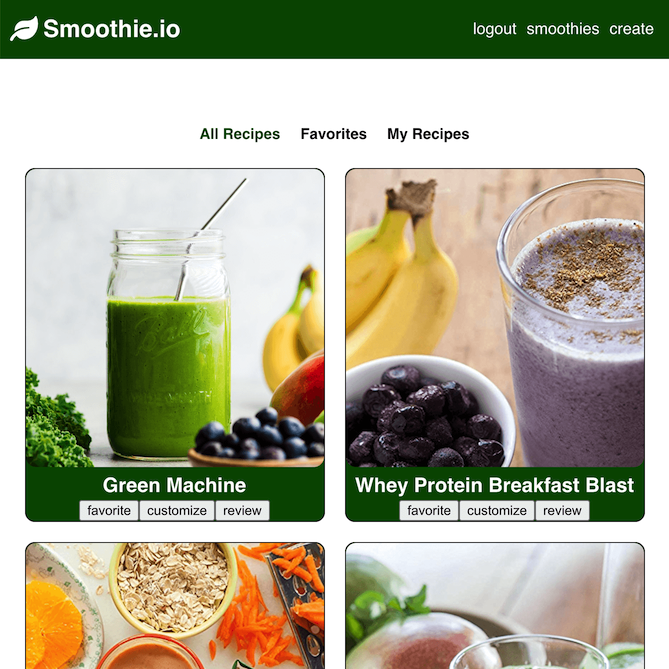 Smoothie.io
logout smoothies create
All Recipes Favorites My Recipes
Ball
Green Machine
favorite customize review
Whey Protein Breakfast Blast
favorite customize review